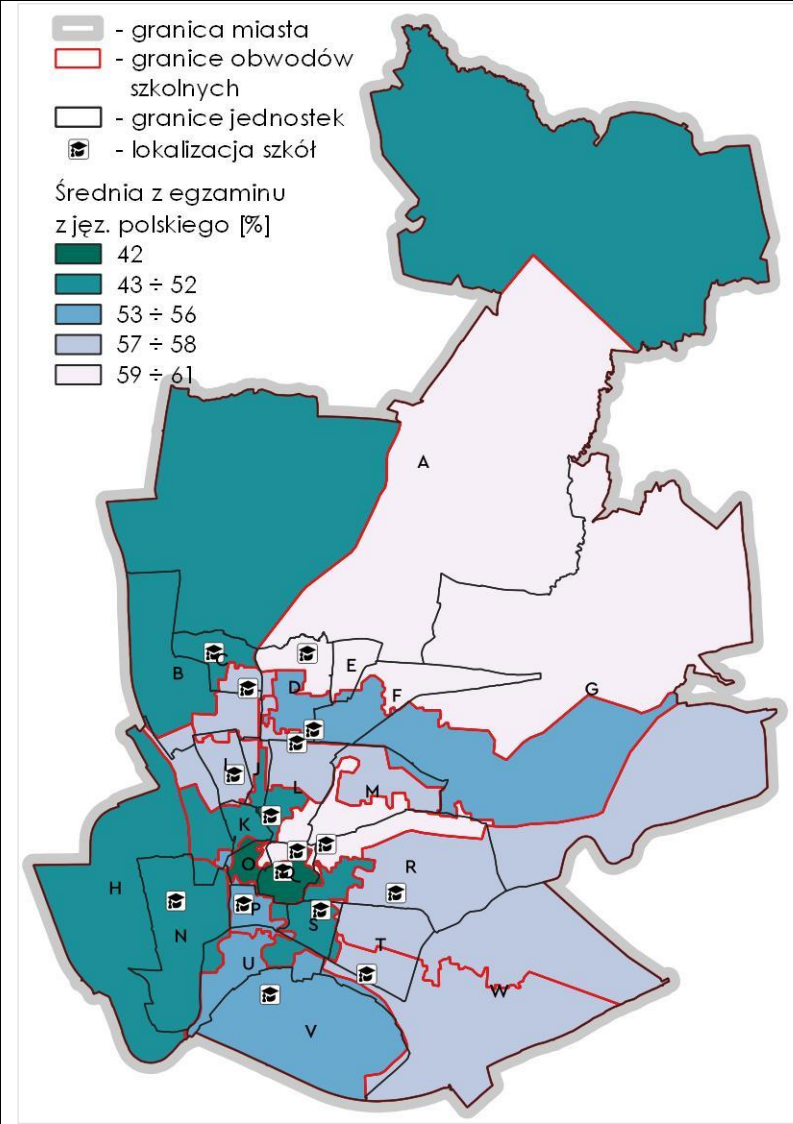 - granica miasta
- granice obwodów
szkolnych
- granice jednostek
- lokalizacja szkół
Średnia z egzaminu
z jęz. polskiego [%]
42
43 ÷ 52
53 ÷ 56
57 ÷ 58
59 ÷ 61
A
B
C
D
E
F
G
I
J
L
M
K
H
N
O
Q
R
P
S
T
U
V
W